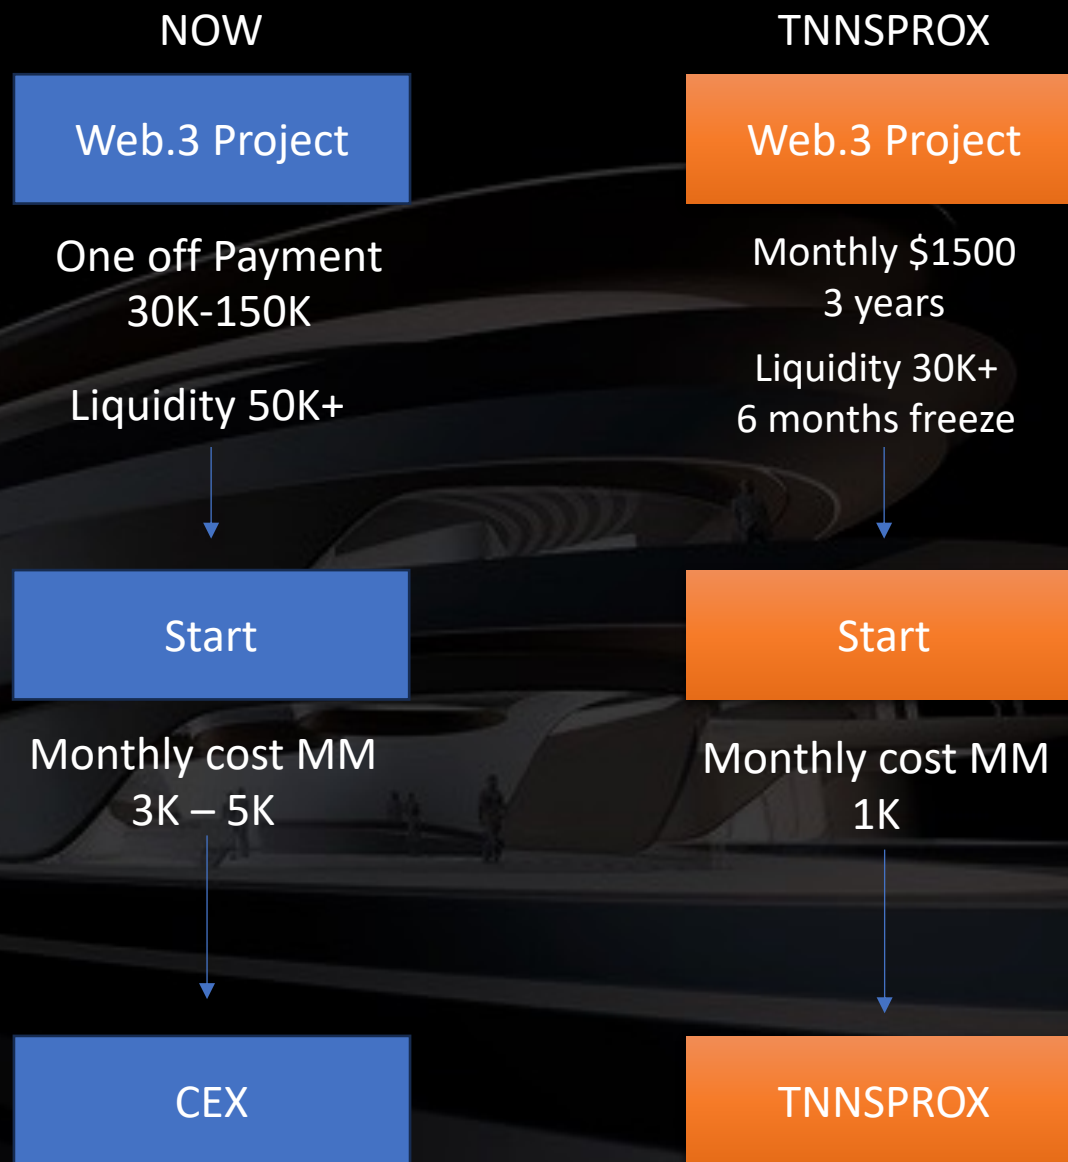 NOW
Web.3 Project
One off Payment
30K-150K
Liquidity 50K+
Start
Monthly cost MM
3K – 5K
CEX
TNNSPROX
Web.3 Project
Monthly $1500
3 years
Liquidity 30K+
6 months freeze
Start
Monthly cost MM
1K
TNNSPROX